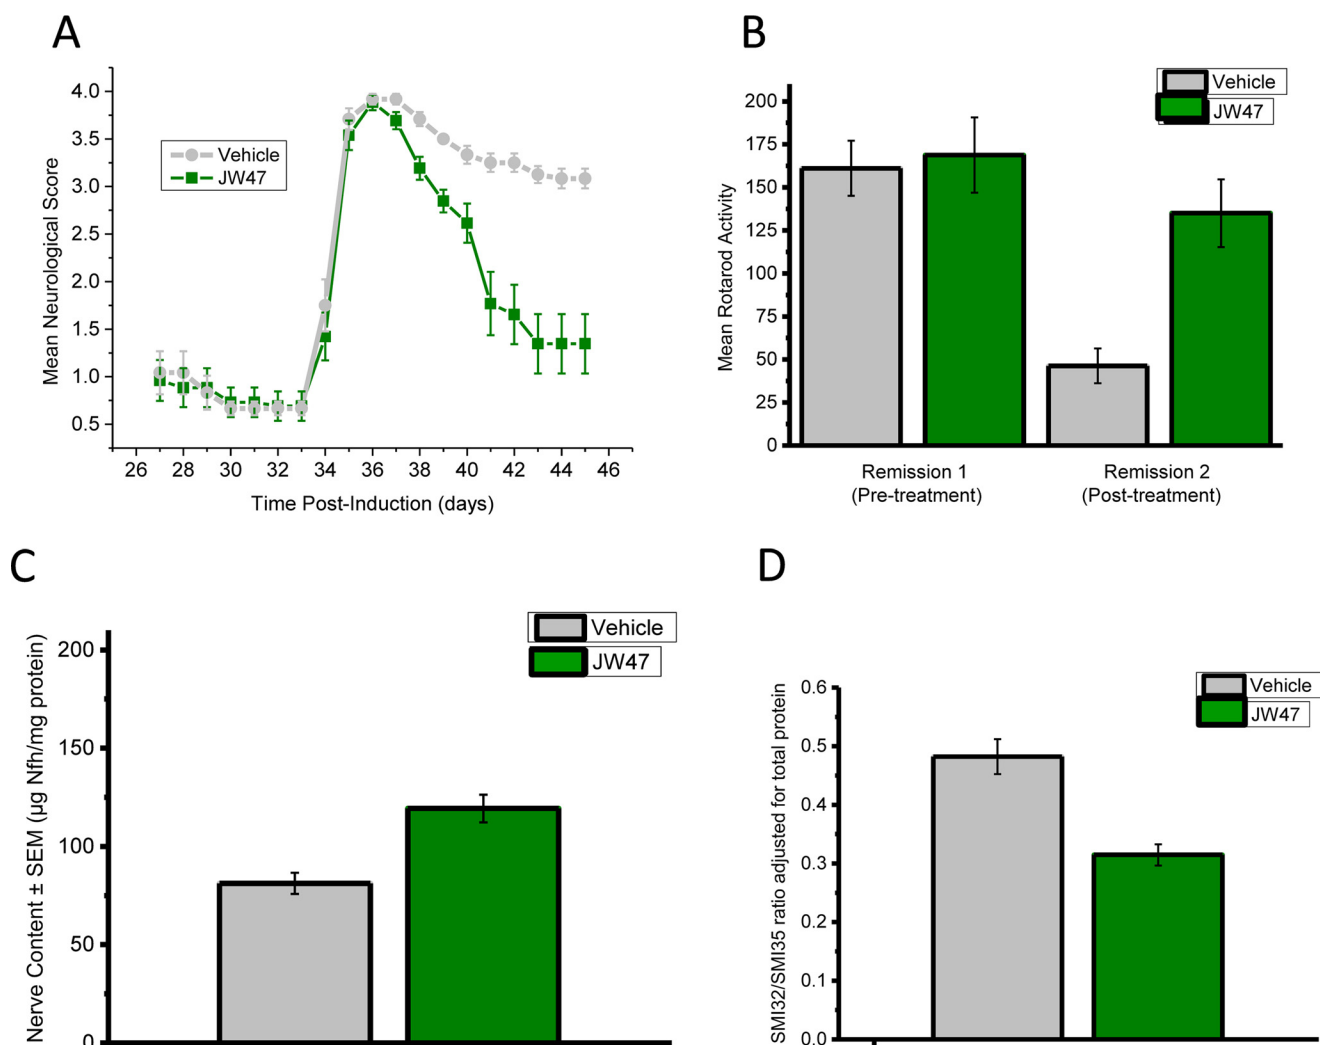 A
Mean Neurological Score
4.0
3.5
3.0
2.5
2.0
1.5
1.0
0.5
Vehicle
JW47
26 28 30 32 34 36 38 40 42 44 46
Time Post-Induction (days)
B
Mean Rotarod Activity
200
175
150
125
100
75
50
25
0
Vehicle
JW47
Remission 1 Remission 2
(Pre-treatment) (Post-treatment)
C
Nerve Content ± SEM (µg Nfh/mg protein)
200
150
100
50
0
Vehicle
JW47
D
SMI32/SMI35 ratio adjusted for total protein
0.6
0.5
0.4
0.3
0.2
0.1
0.0
Vehicle
JW47